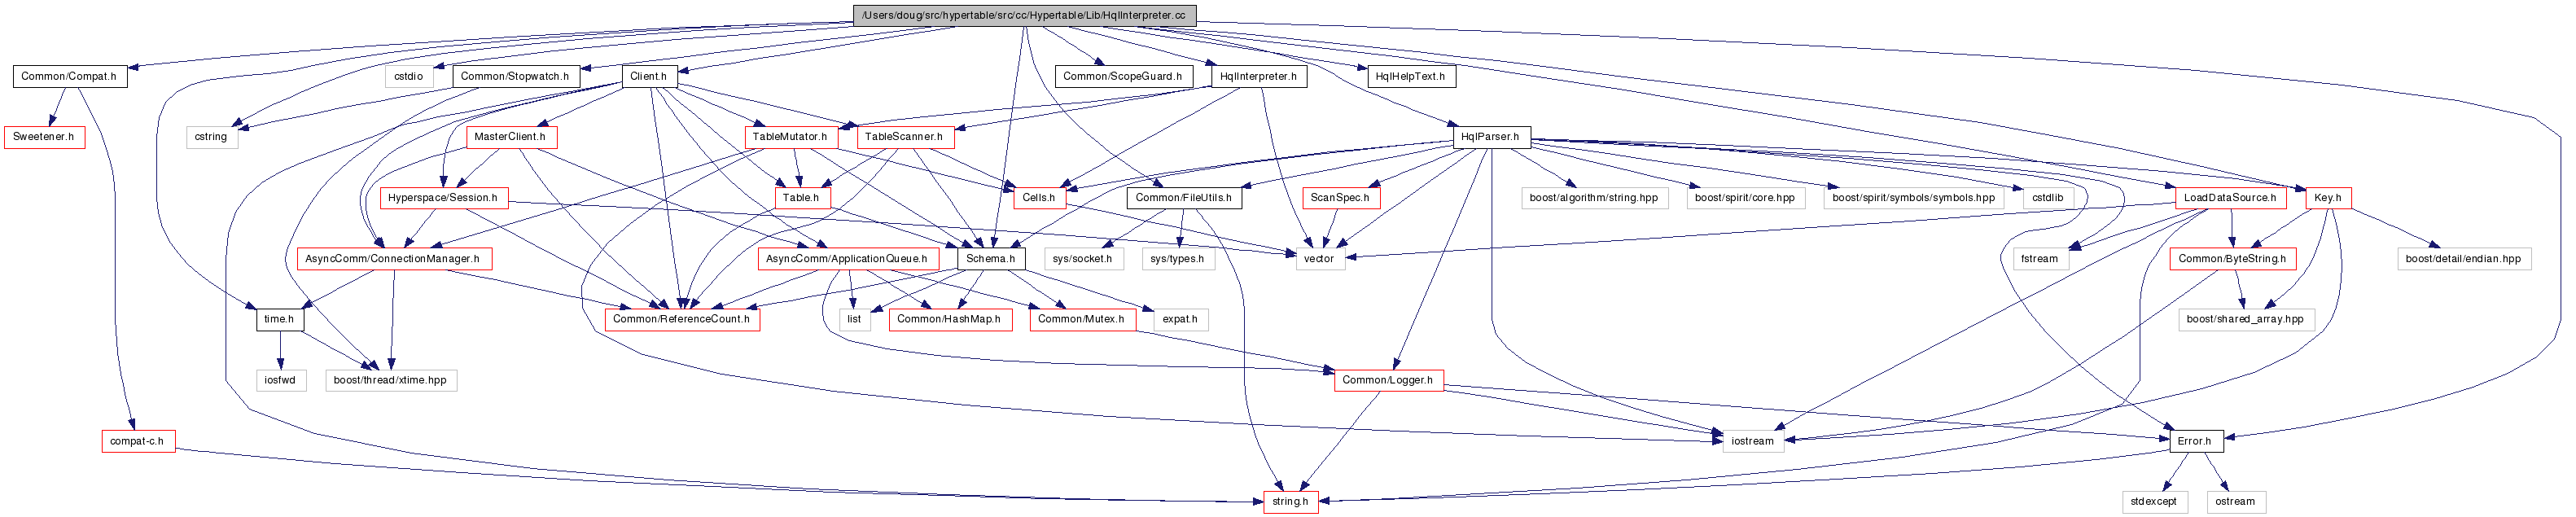 /Users/doug/src/hypertable/src/cc/Hypertable/Lib/HqlInterpreter.cc
Common/Compat.h
cstdio
Common/Stopwatch.h
Client.h
Common/ScopeGuard.h
HqlInterpreter.h
HqlHelpText.h
Sweetener.h
cstring
MasterClient.h
TableMutator.h
TableScanner.h
HqlParser.h
Hyperspace/Session.h
Table.h
Cells.h
Common/FileUtils.h
ScanSpec.h
boost/algorithm/string.hpp
boost/spirit/core.hpp
boost/spirit/symbols/symbols.hpp
cstdlib
LoadDataSource.h
Key.h
AsyncComm/ConnectionManager.h
AsyncComm/ApplicationQueue.h
Schema.h
sys/socket.h
sys/types.h
vector
fstream
Common/ByteString.h
boost/detail/endian.hpp
time.h
Common/ReferenceCount.h
list
Common/HashMap.h
Common/Mutex.h
expat.h
boost/shared_array.hpp
iosfwd
boost/thread/xtime.hpp
Common/Logger.h
compat-c.h
iostream
Error.h
string.h
stdexcept
ostream